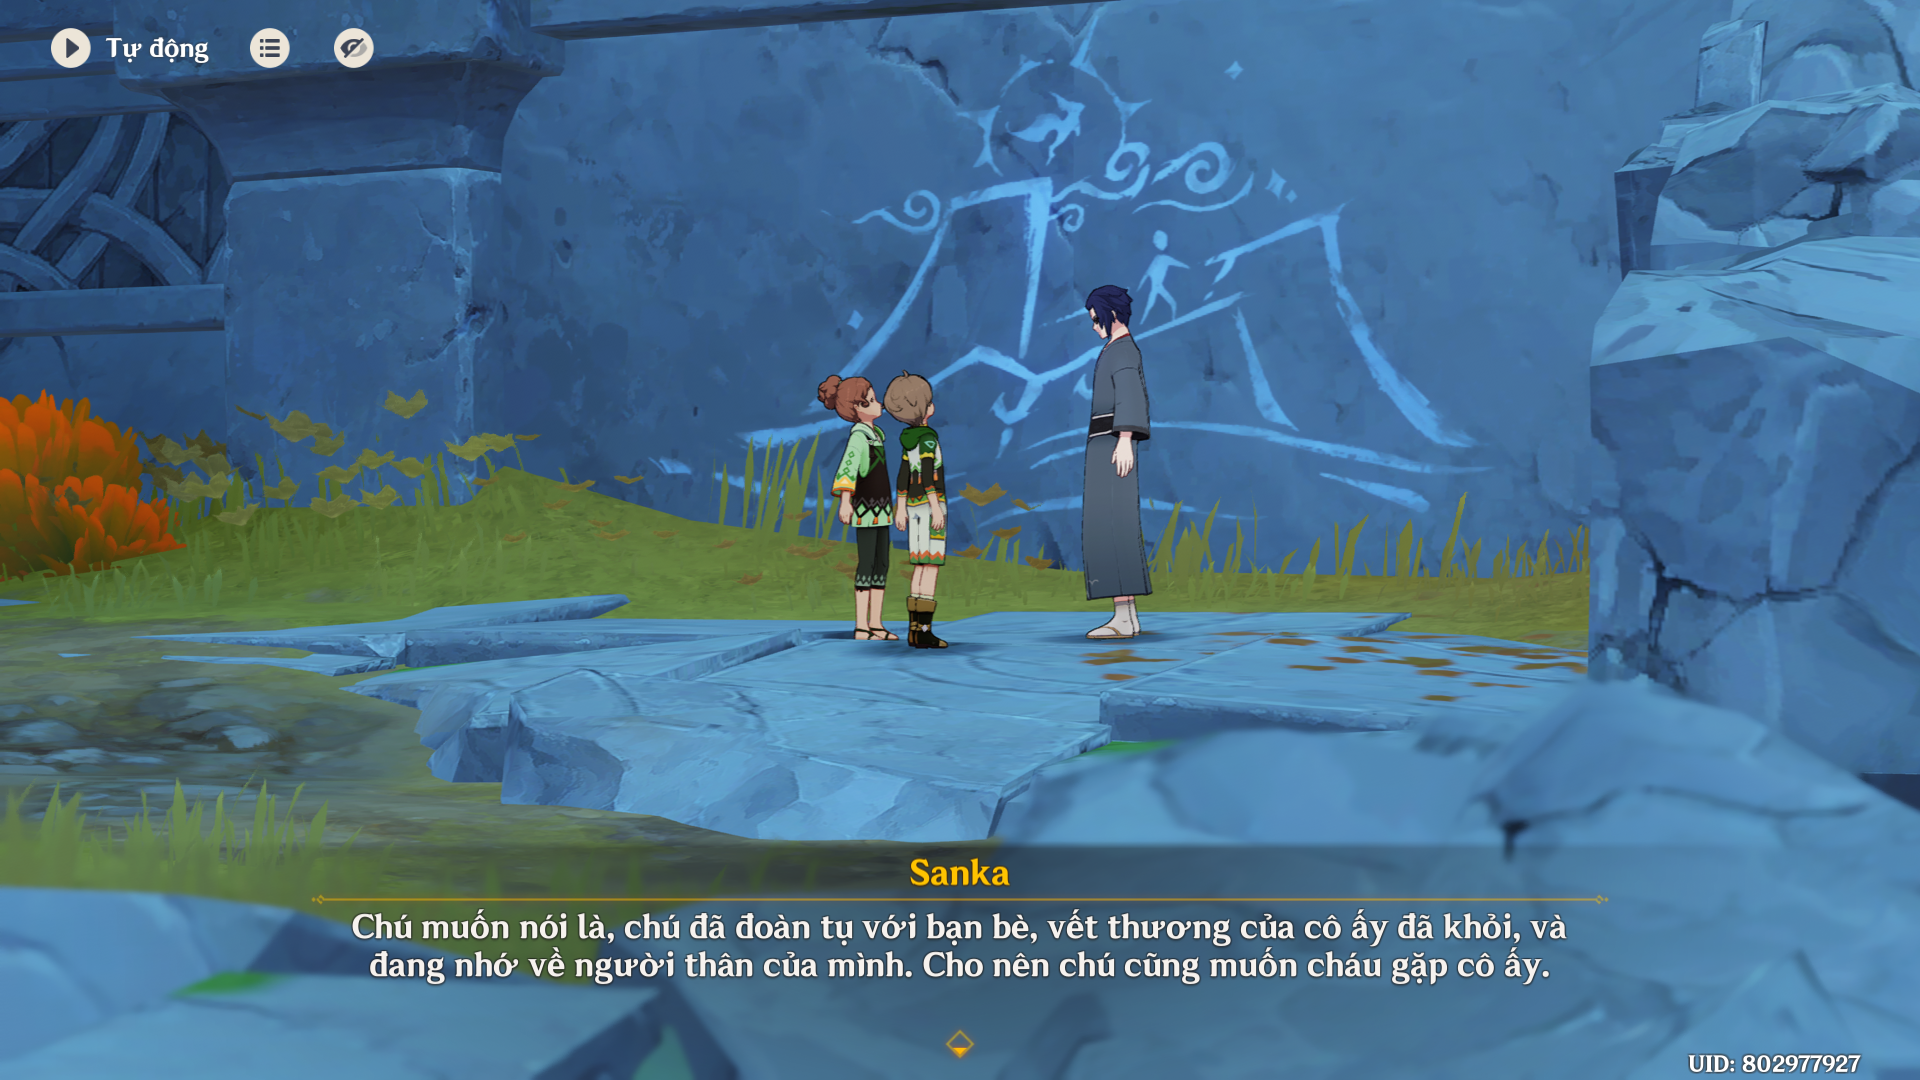 Tự động
Sanka
Chú muốn nói là, chú đã đoàn tụ với bạn bè, vết thương của cô ấy đã khỏi, và
đang nhớ về người thân của mình. Cho nên chú cũng muốn cháu gặp cô ấy.
UID: 802977927